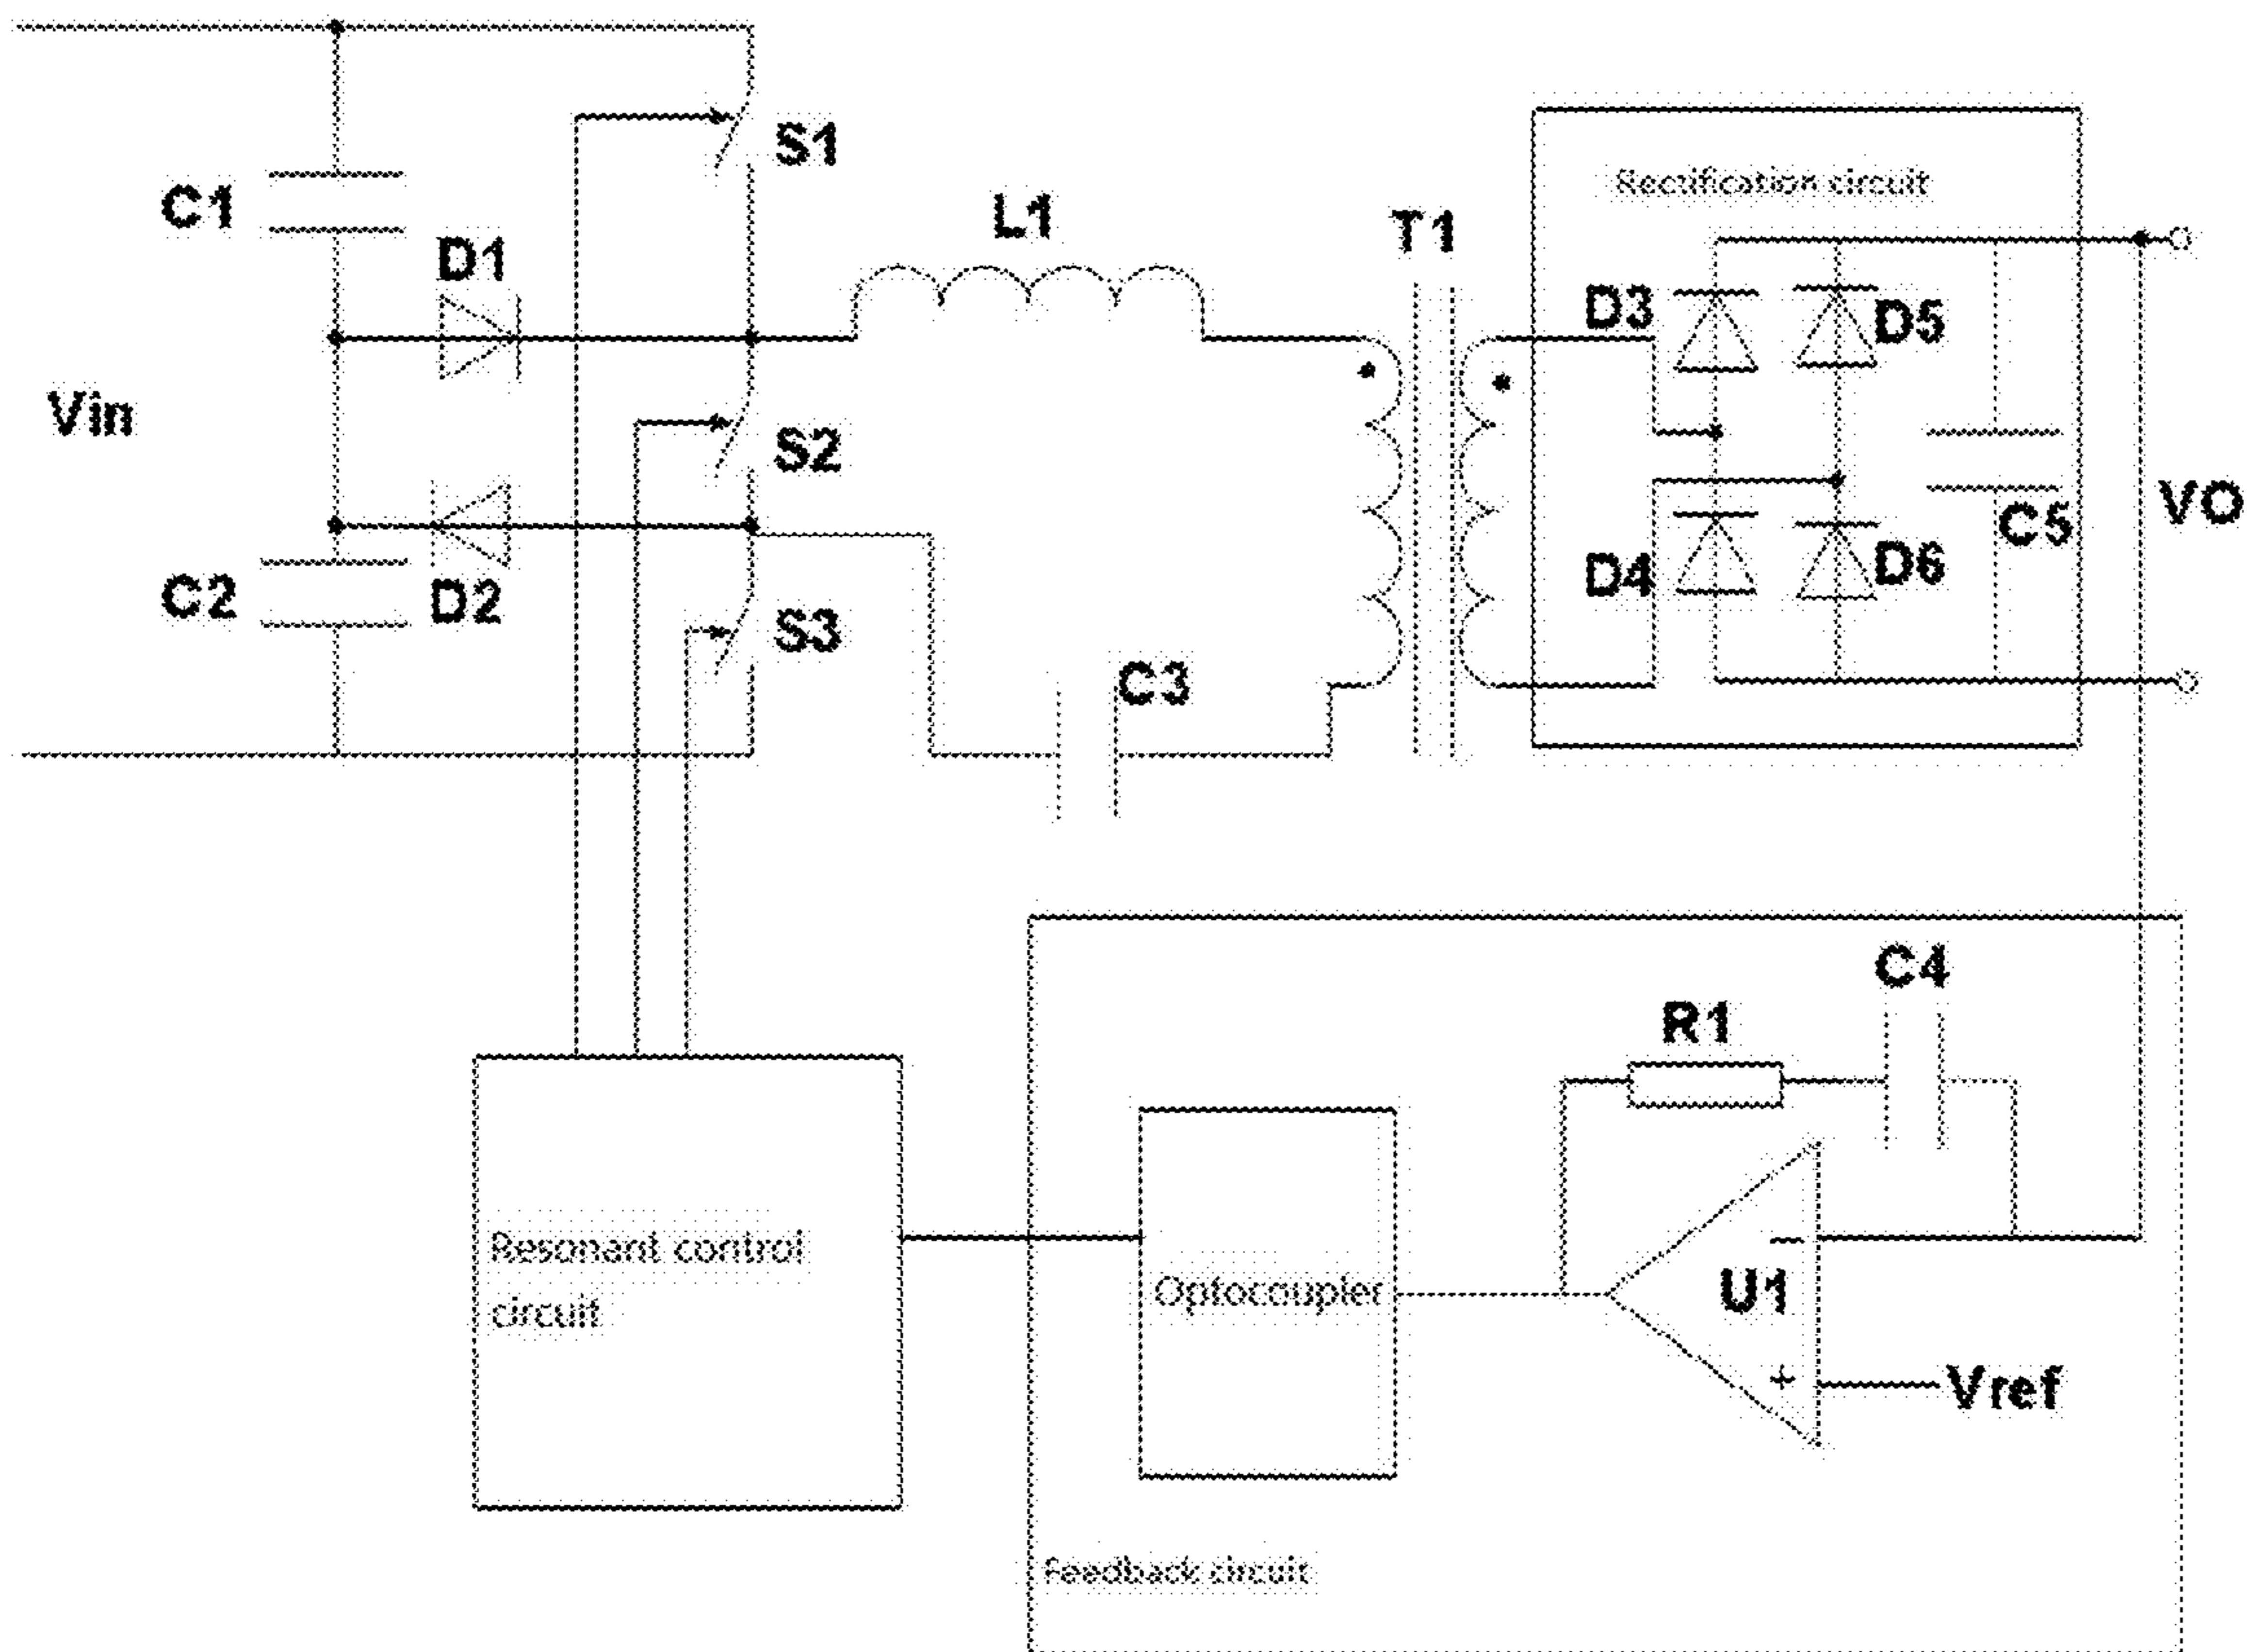 S1
C1
L1
T1
Rectification circuit
D1
D3
D5
Vin
S2
VO
C5
C2
D2
D4
D6
S3
C3
C4
R1
Resonant control
circuit
Optocoupler
−
U1
+
Vref
Feedback circuit